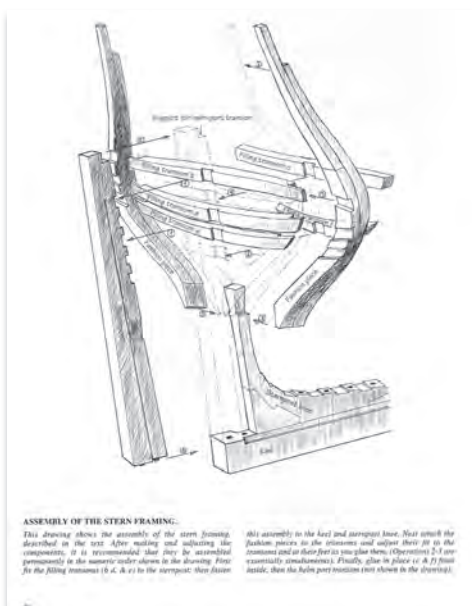 Support
transom
Filling transom
Filling transom
Filling transom
Filling transom
Fashion piece
Fashion piece
Sternpost knee
Keel
ASSEMBLY OF THE STERN FRAMING.
This drawing shows the assembly of the stern framing,
described in the text. After making and adjusting the
components, it is recommended that they be assembled
permanently in the numeric order shown in the drawing. First
fit the filling transoms (b d, & e) to the sternpost; then fasten
this assembly to the keel and sternpost knee. Next attach the
fashion pieces to the transoms and adjust their fit to the
transoms and at their feet as you glue them. (Operations 2-5 are
essentially simultaneous). Finally, glue in place (c & f) from
inside, then the helm port transom (not shown in the drawing).